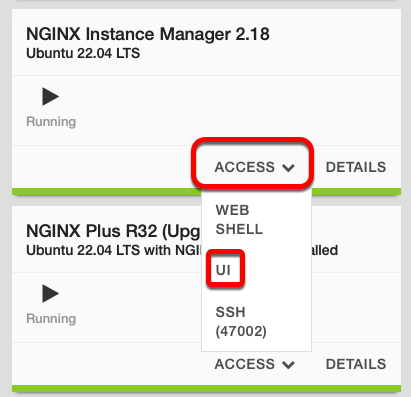 NGINX Instance Manager 2.18
Ubuntu 22.04 LTS
Running
ACCESS DETAILS
WEB
SHELL
NGINX Plus R32 (Upg
Ubuntu 22.04 LTS with NGI alled
UI
Running
SSH
(47002)
ACCESS DETAILS